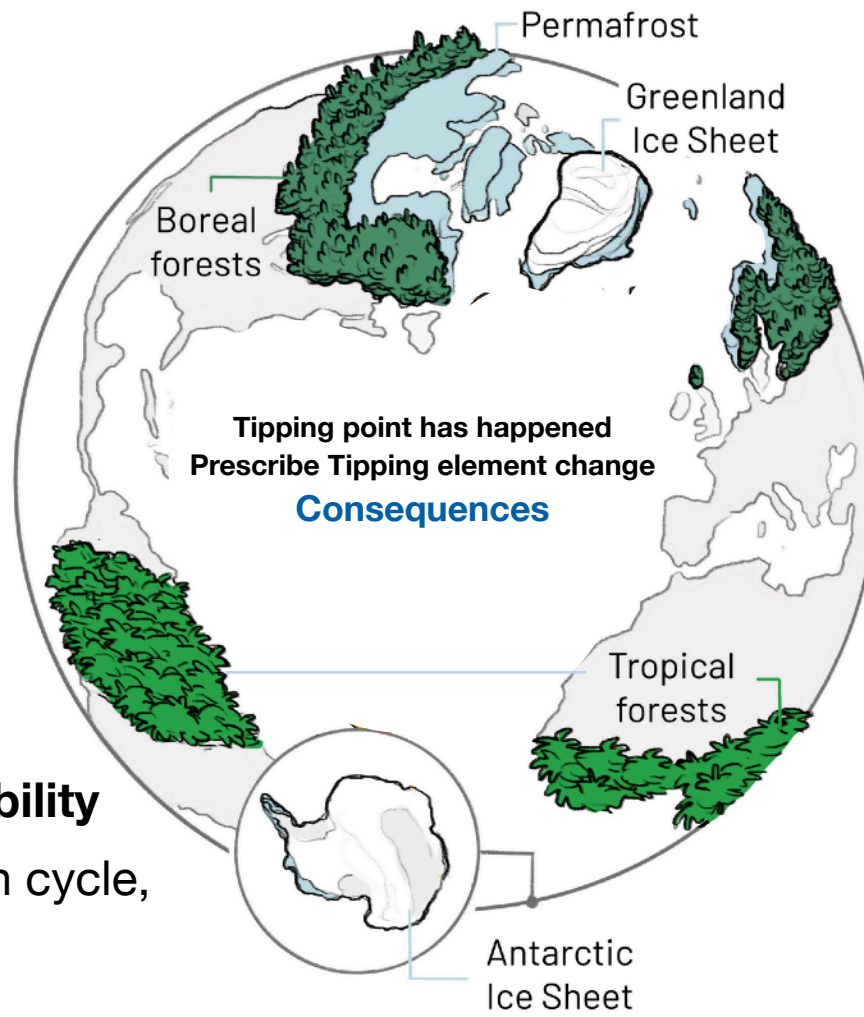 Permafrost
Greenland
Ice Sheet
Boreal
forests
Tipping point has happened
Prescribe Tipping element change
Consequences
Tropical
forests
bility
cycle,
Antarctic
Ice Sheet